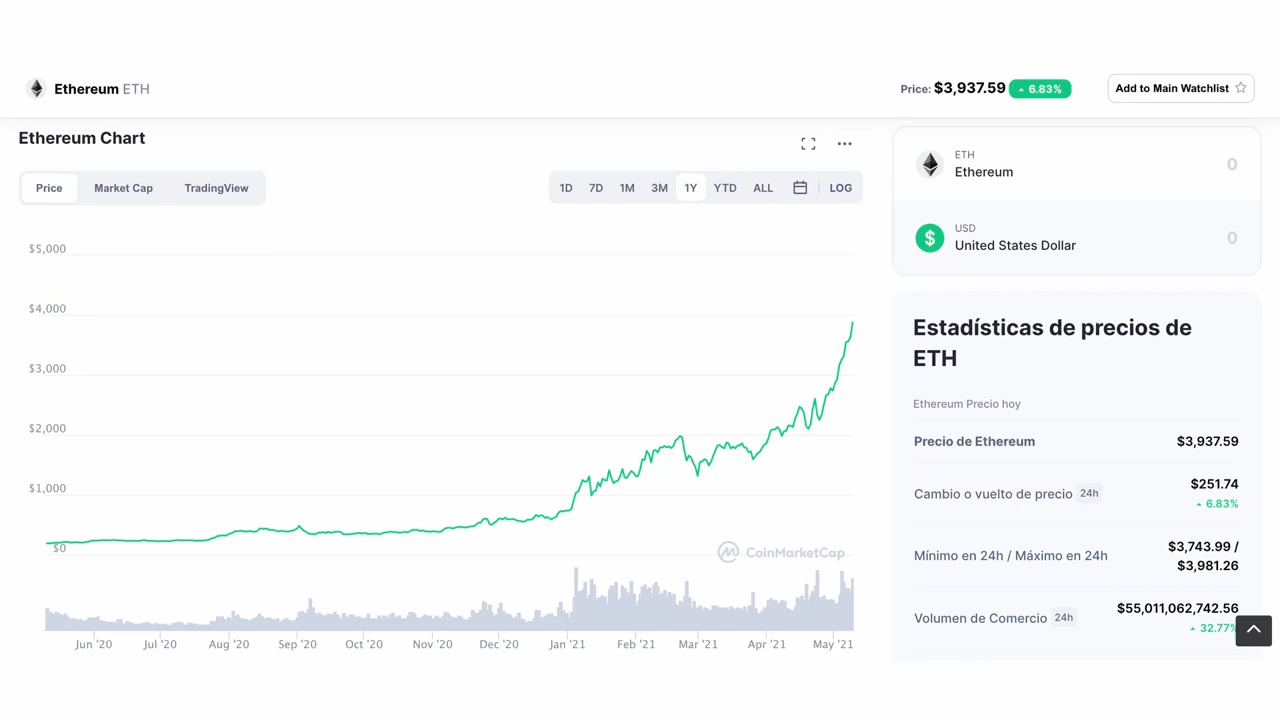 Ethereum ETH
Price: $3,937.59 6.83%
Add to Main Watchlist
Ethereum Chart
Price Market Cap TradingView
1D 7D 1M 3M 1Y YTD ALL LOG
$5,000
$4,000
$3,000
$2,000
$1,000
$0
CoinMarketCap
Jun '20 Jul '20 Aug '20 Sep '20 Oct '20 Nov '20 Dec '20 Jan '21 Feb '21 Mar '21 Apr '21 May '21
ETH
Ethereum 0
USD
$ United States Dollar 0
Estadísticas de precios de
ETH
Ethereum Precio hoy
Precio de Ethereum $3,937.59
Cambio o vuelto de precio 24h $251.74
6.83%
Mínimo en 24h / Máximo en 24h $3,743.99 /
$3,981.26
Volumen de Comercio 24h $55,011,062,742.56
32.77%